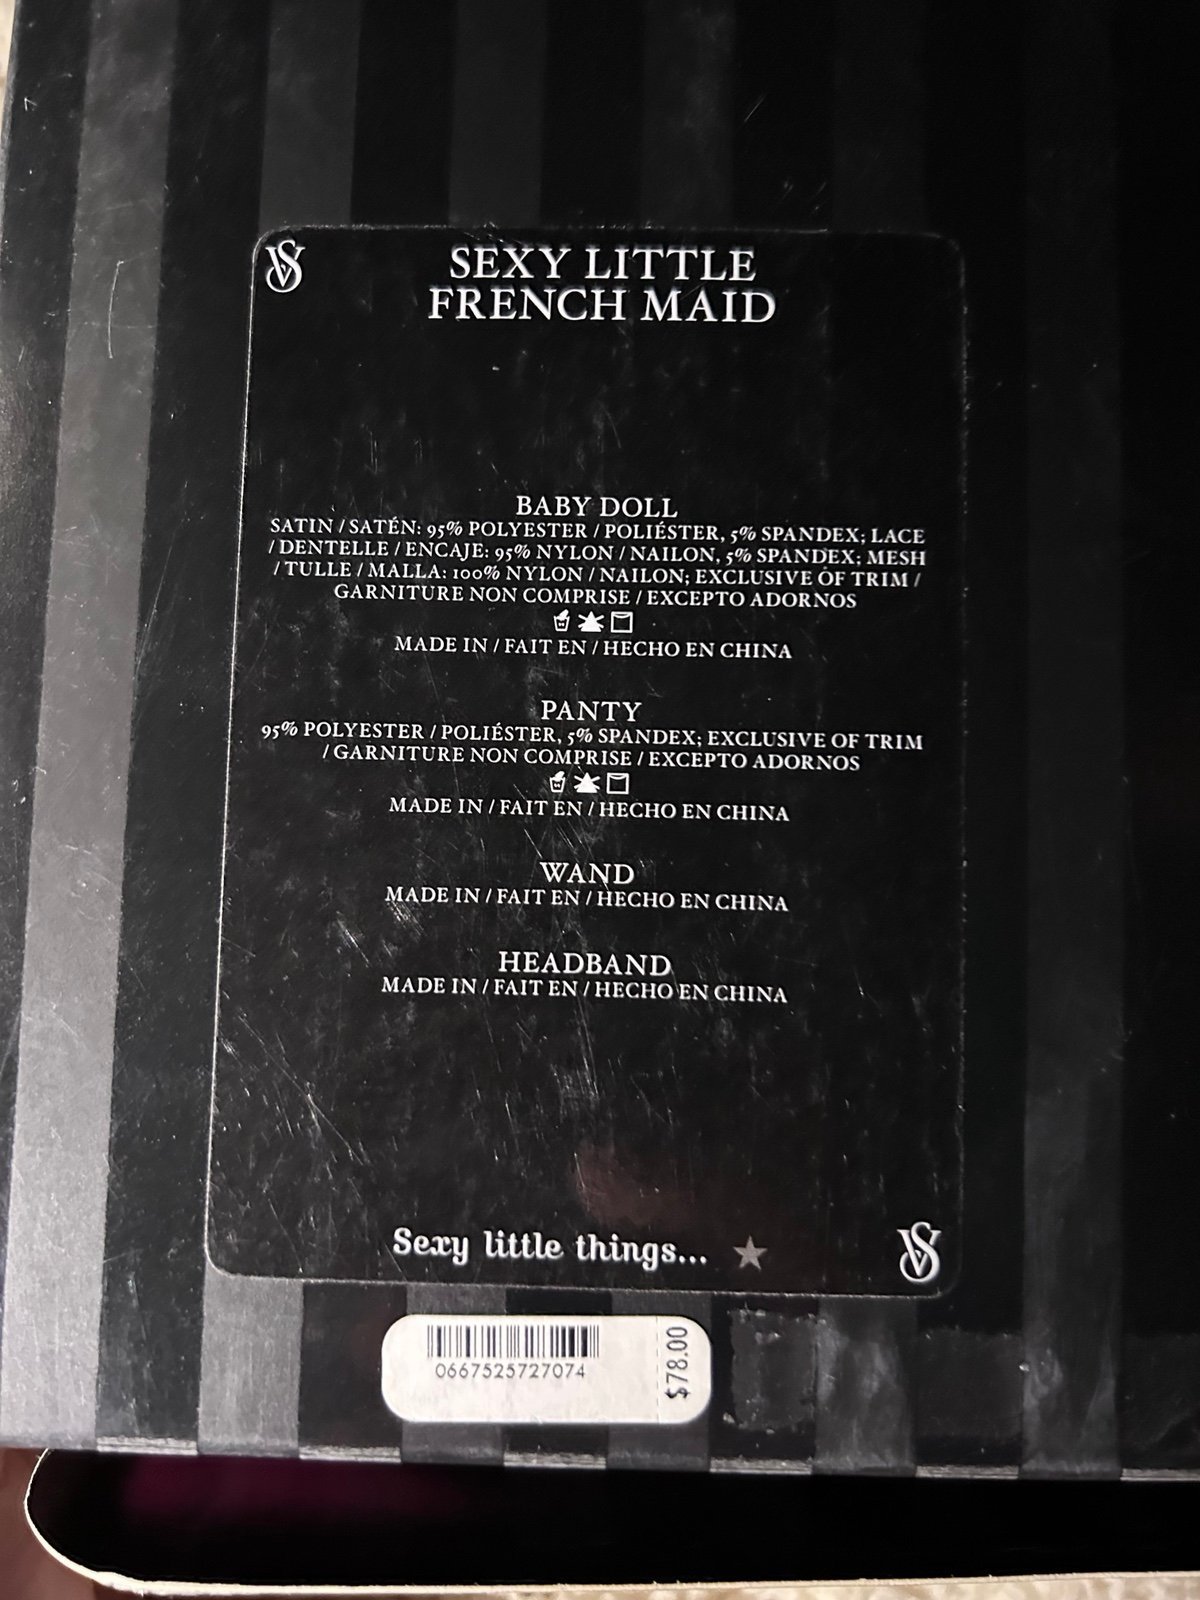 VS
SEXY LITTLE
FRENCH MAID
BABY DOLL
SATIN / SATÉN: 95% POLYESTER / POLIÉSTER, 5% SPANDEX; LACE
/ DENTELLE / ENCAJE: 95% NYLON / NAILON, 5% SPANDEX; MESH
/ TULLE / MALLA: 100% NYLON / NAILON; EXCLUSIVE OF TRIM /
GARNITURE NON COMPRISE / EXCEPTO ADORNOS
MADE IN / FAIT EN / HECHO EN CHINA
PANTY
95% POLYESTER / POLIÉSTER, 5% SPANDEX; EXCLUSIVE OF TRIM
/ GARNITURE NON COMPRISE / EXCEPTO ADORNOS
MADE IN / FAIT EN / HECHO EN CHINA
WAND
MADE IN / FAIT EN / HECHO EN CHINA
HEADBAND
MADE IN / FAIT EN / HECHO EN CHINA
Sexy little things...
VS
0667525727074
$78.00